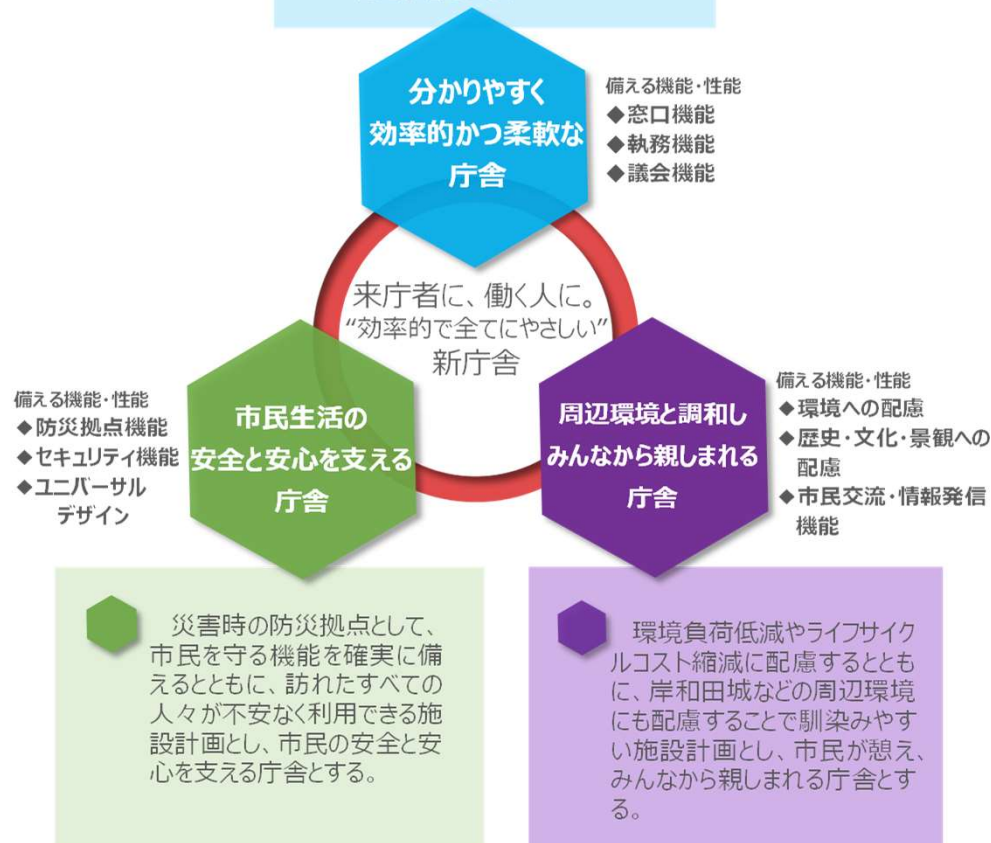 分かりやすく
効率的かつ柔軟な
庁舎
備える機能・性能
◆窓口機能
◆執務機能
◆議会機能
来庁者に、働く人に。
“効率的で全てにやさしい”
新庁舎
備える機能・性能
◆防災拠点機能
◆セキュリティ機能
◆ユニバーサル
デザイン
市民生活の
安全と安心を支える
庁舎
周辺環境と調和し
みんなから親しまれる
庁舎
備える機能・性能
◆環境への配慮
◆歴史・文化・景観への
配慮
◆市民交流・情報発信
機能
災害時の防災拠点として、
市民を守る機能を確実に備
えるとともに、訪れたすべての
人々が不安なく利用できる施
設計画とし、市民の安全と安
心を支える庁舎とする。
環境負荷低減やライフサイク
ルコスト縮減に配慮するととも
に、岸和田城などの周辺環境
にも配慮することで馴染みやす
い施設計画とし、市民が憩え、
みんなから親しまれる庁舎とす
る。